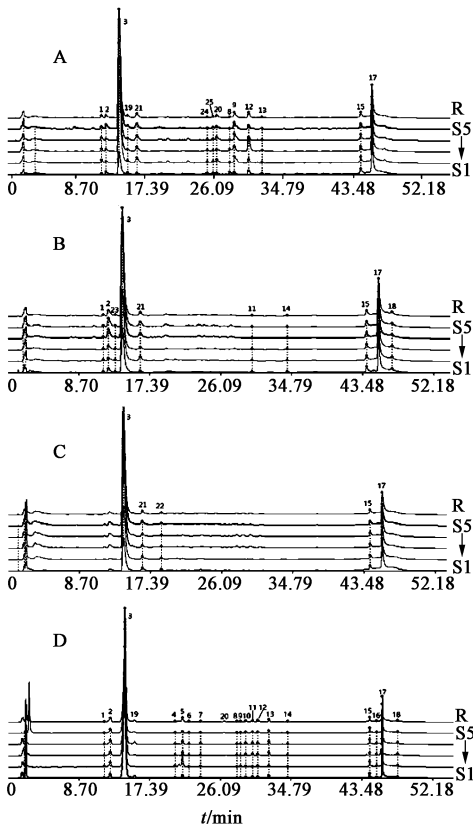 A
3
1 2
19 21
25
24 20
8 9 12 13
15 17
R
S5
S1
0 8.70 17.39 26.09 34.79 43.48 52.18
B
1 2 23 3 21 11 14 15 17 18
R
S5
S1
0 8.70 17.39 26.09 34.79 43.48 52.18
C
3
21 22 15 17
R
S5
S1
0 8.70 17.39 26.09 34.79 43.48 52.18
D
3
1 2 19 4 5 6 7 20 8 9 10 11 12 13 14 15 16 17 18
R
S5
S1
0 8.70 17.39 26.09 34.79 43.48 52.18
t/min